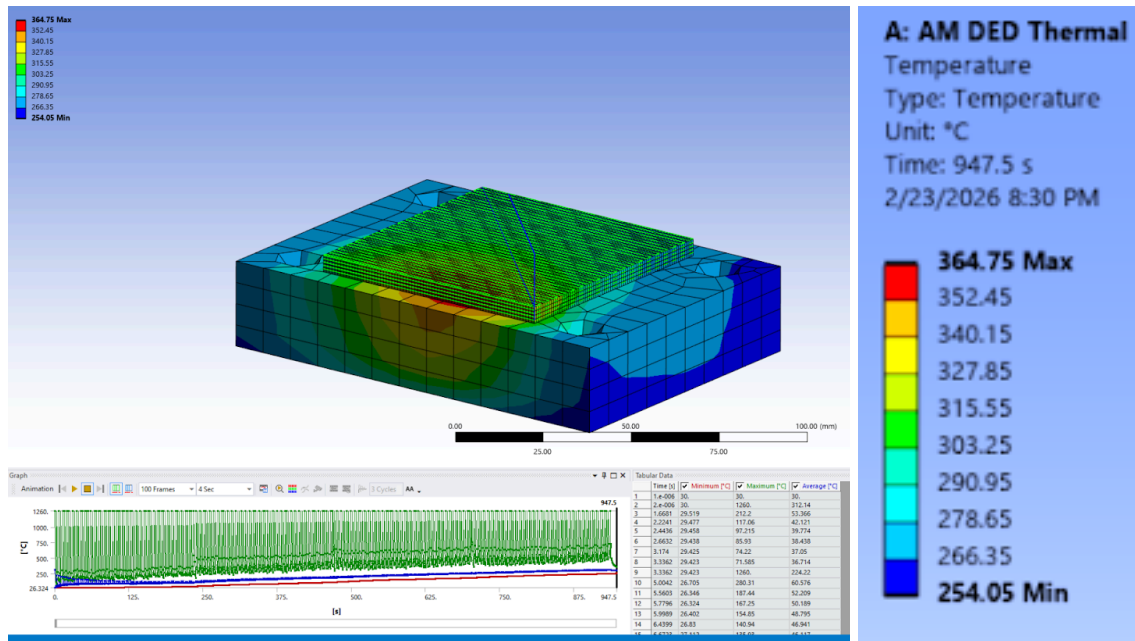 364.75 Max
352.45
340.15
327.85
315.55
303.25
290.95
278.65
266.35
254.05 Min
0.00 50.00 100.00 (mm)
25.00 75.00
Graph
Animation 100 Frames 4 Sec 3 Cycles AA
947.5
1260.
1000.
750.
500.
250.
26.324
[°C]
0. 125. 250. 375. 500. 625. 750. 875. 947.5
[s]
Tabular Data
Time [s] Minimum [°C] Maximum [°C] Average [°C]
1 1.e-006 30. 30. 30.
2 2.e-006 30. 1260. 312.14
3 1.6681 29.519 212.2 53.366
4 2.2241 29.477 117.06 42.121
5 2.4436 29.458 97.215 39.774
6 2.6632 29.438 85.93 38.438
7 3.174 29.425 74.22 37.05
8 3.3362 29.423 71.585 36.714
9 3.3362 29.423 1260. 224.22
10 5.0042 26.705 280.31 60.576
11 5.5603 26.346 187.44 52.209
12 5.7796 26.324 167.25 50.189
13 5.9989 26.402 154.85 48.795
14 6.4399 26.83 140.94 46.941
A: AM DED Thermal
Temperature
Type: Temperature
Unit: °C
Time: 947.5 s
2/23/2026 8:30 PM
364.75 Max
352.45
340.15
327.85
315.55
303.25
290.95
278.65
266.35
254.05 Min